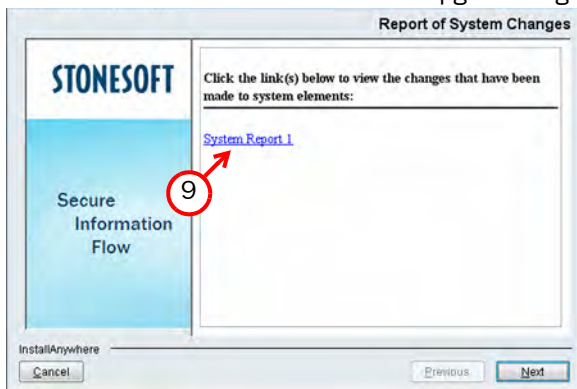 Report of System Changes
STONESOFT
Click the link(s) below to view the changes that have been
made to system elements:
System Report 1
9
Secure
Information
Flow
InstallAnywhere
Cancel
Previous
Next